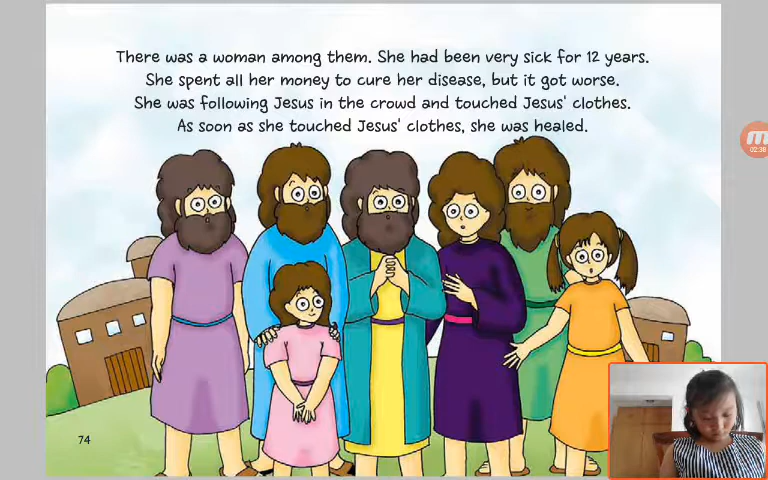 There was a woman among them. She had been very sick for 12 years.
She spent all her money to cure her disease, but it got worse.
She was following Jesus in the crowd and touched Jesus' clothes.
As soon as she touched Jesus' clothes, she was healed.
74
02:38